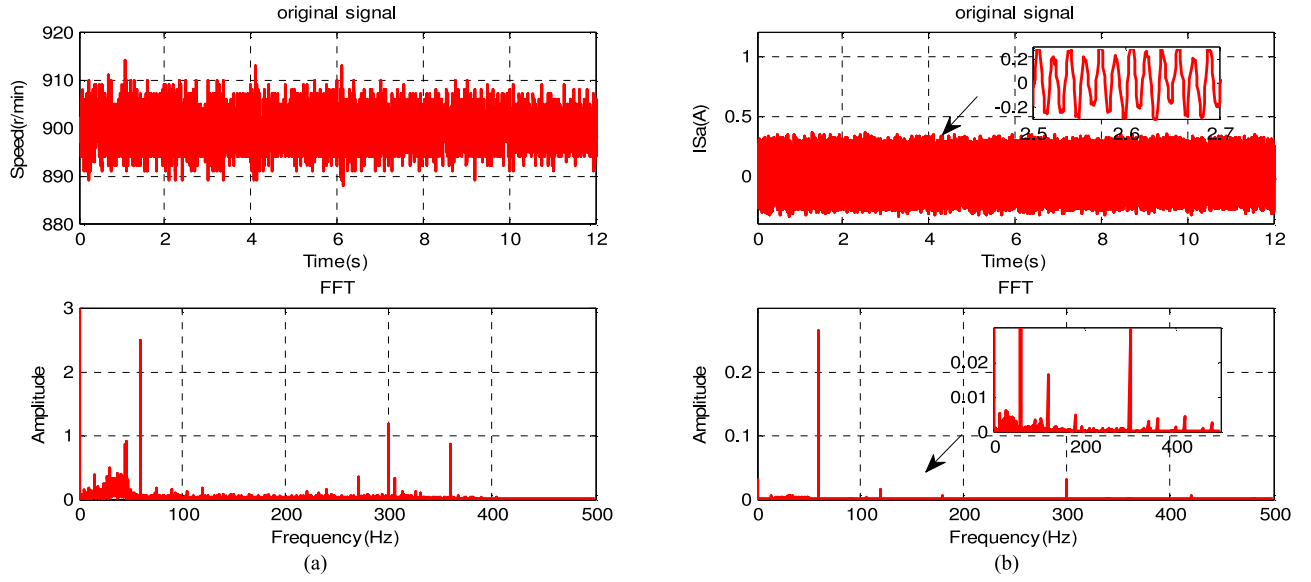 original signal
920
910
900
890
880
Speed(r/min)
0 2 4 6 8 10 12
Time(s)
FFT
3
2
1
0
Amplitude
0 100 200 300 400 500
Frequency(Hz)
(a)
original signal
1
0.5
0
ISa(A)
0.2
0
-0.2
2.5 2.6 2.7
0 2 4 6 8 10 12
Time(s)
FFT
0.2
0.1
0
Amplitude
0.02
0.01
0
0 200 400
0 100 200 300 400 500
Frequency(Hz)
(b)